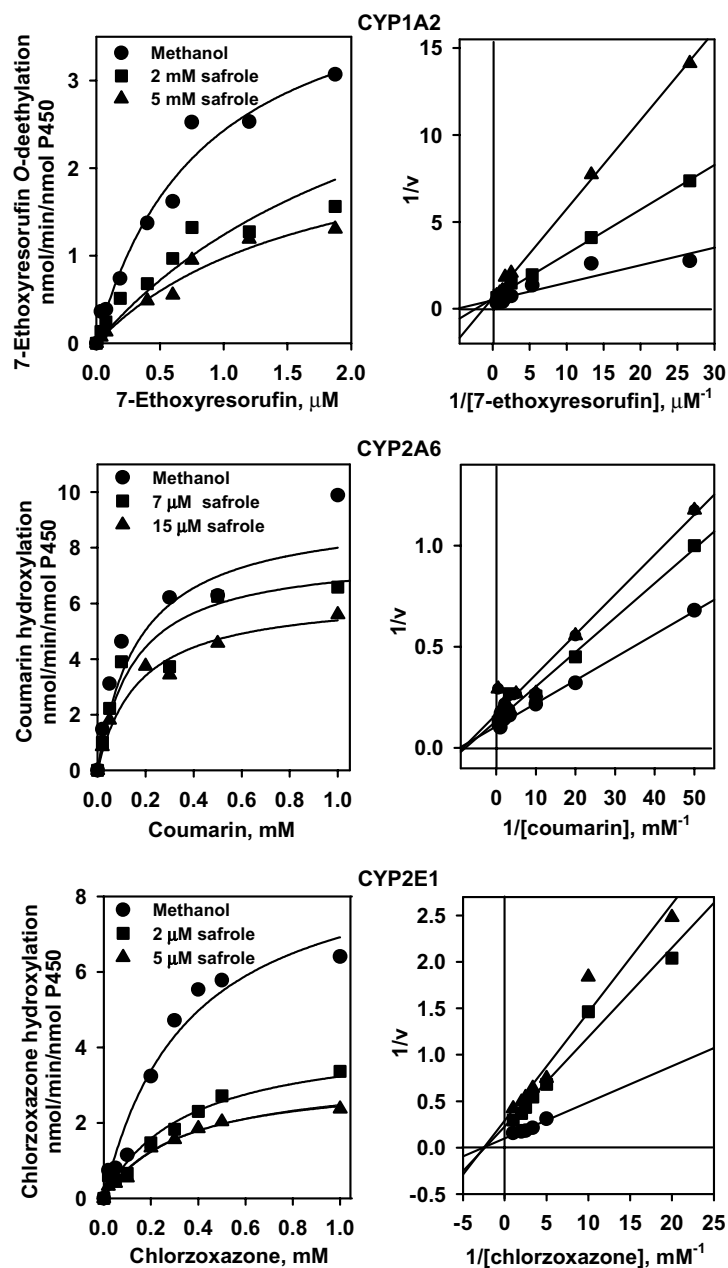 CYP1A2
7-Ethoxyresorufin O-deethylation
nmol/min/nmol P450
3
2
1
0
Methanol
2 mM safrole
5 mM safrole
0.0 0.5 1.0 1.5 2.0
7-Ethoxyresorufin, μM
1/v
15
10
5
0
0 5 10 15 20 25 30
1/[7-ethoxyresorufin], μM-1
CYP2A6
Coumarin hydroxylation
nmol/min/nmol P450
10
8
6
4
2
0
Methanol
7 μM safrole
15 μM safrole
0.0 0.2 0.4 0.6 0.8 1.0
Coumarin, mM
1/v
1.0
0.5
0.0
0 10 20 30 40 50
1/[coumarin], mM-1
CYP2E1
Chlorzoxazone hydroxylation
nmol/min/nmol P450
8
6
4
2
0
Methanol
2 μM safrole
5 μM safrole
0.0 0.2 0.4 0.6 0.8 1.0
Chlorzoxazone, mM
1/v
2.5
2.0
1.5
1.0
0.5
0.0
-0.5
-5 0 5 10 15 20 25
1/[chlorzoxazone], mM-1